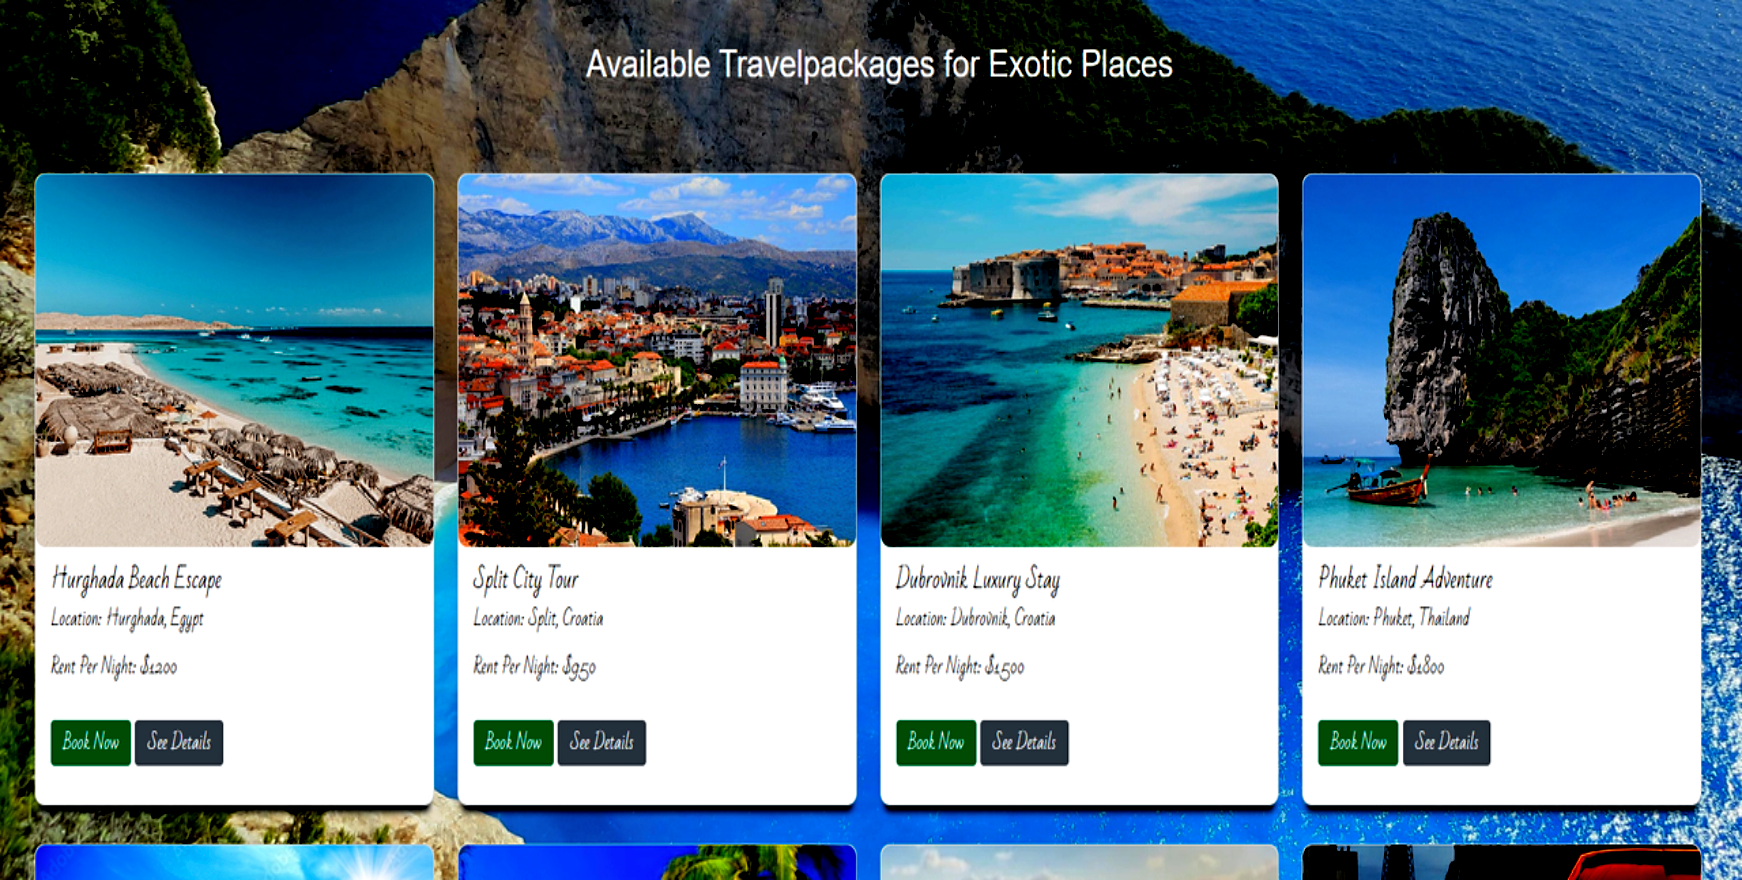 Available Travelpackages for Exotic Places
Hurghada Beach Escape
Location: Hurghada, Egypt
Rent Per Night: $1200
Book Now
See Details
Split City Tour
Location: Split, Croatia
Rent Per Night: $950
Book Now
See Details
Dubrovnik Luxury Stay
Location: Dubrovnik, Croatia
Rent Per Night: $1500
Book Now
See Details
Phuket Island Adventure
Location: Phuket, Thailand
Rent Per Night: $1800
Book Now
See Details